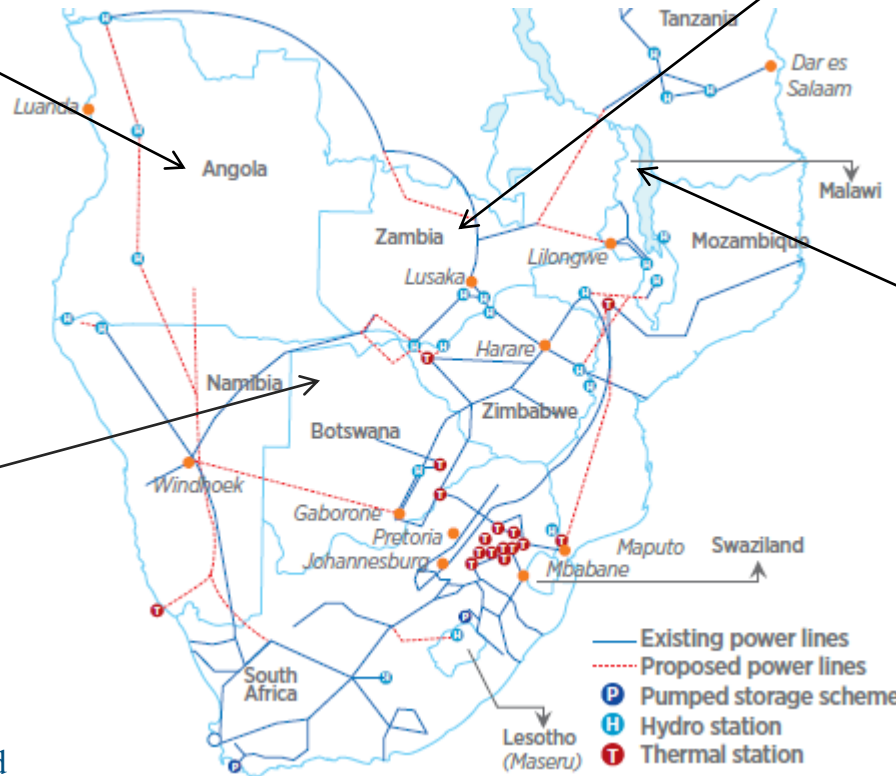 Tanzania
Dar es
Salaam
Luanda
Angola
Malawi
Zambia
Mozambique
Lilongwe
Lusaka
Harare
Namibia
Zimbabwe
Botswana
Windhoek
Gaborone
Pretoria
Johannesburg
Maputo
Swaziland
Mbabane
South
Africa
Lesotho
(Maseru)
Existing power lines
Proposed power lines
P Pumped storage scheme
H Hydro station
T Thermal station
d